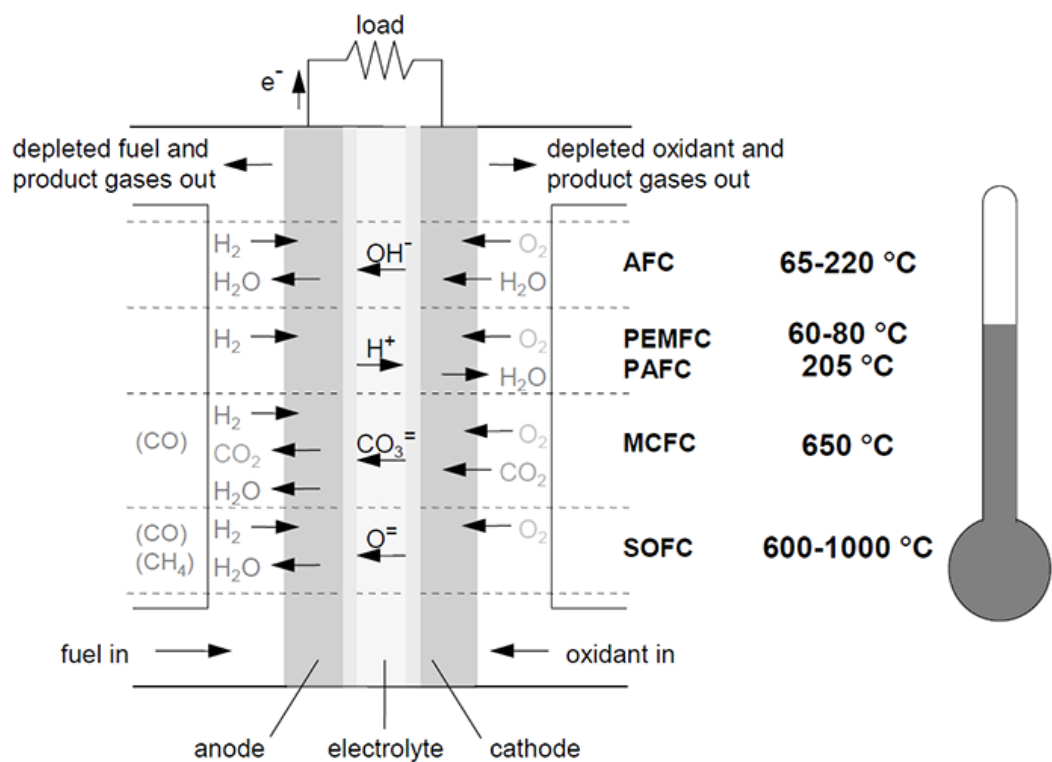 load
e⁻
depleted fuel and
product gases out
depleted oxidant and
product gases out
H₂
OH⁻
O₂
H₂O
H₂O
AFC
65-220 °C
H₂
H⁺
O₂
H₂O
PEMFC
60-80 °C
PAFC
205 °C
(CO)
H₂
CO₂
H₂O
CO₃⁼
O₂
CO₂
MCFC
650 °C
(CO)
(CH₄)
H₂
H₂O
O⁼
O₂
SOFC
600-1000 °C
fuel in
oxidant in
anode
electrolyte
cathode